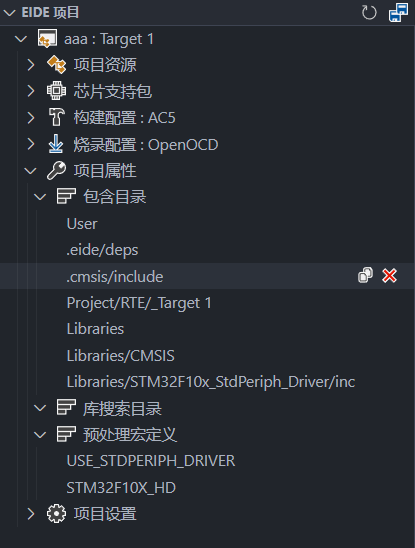 EIDE 项目
aaa : Target 1
项目资源
芯片支持包
构建配置 : AC5
烧录配置 : OpenOCD
项目属性
包含目录
User
.eide/deps
.cmsis/include
Project/RTE/_Target 1
Libraries
Libraries/CMSIS
Libraries/STM32F10x_StdPeriph_Driver/inc
库搜索目录
预处理宏定义
USE_STDPERIPH_DRIVER
STM32F10X_HD
项目设置